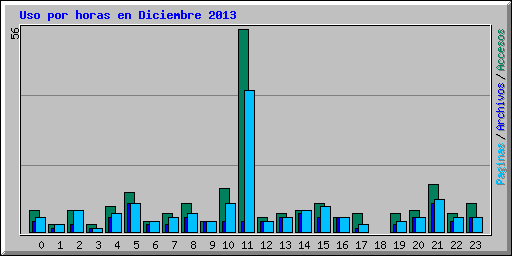 Uso por horas en Diciembre 2013
56
Paginas / Archivos / Accesos
0 1 2 3 4 5 6 7 8 9 10 11 12 13 14 15 16 17 18 19 20 21 22 23